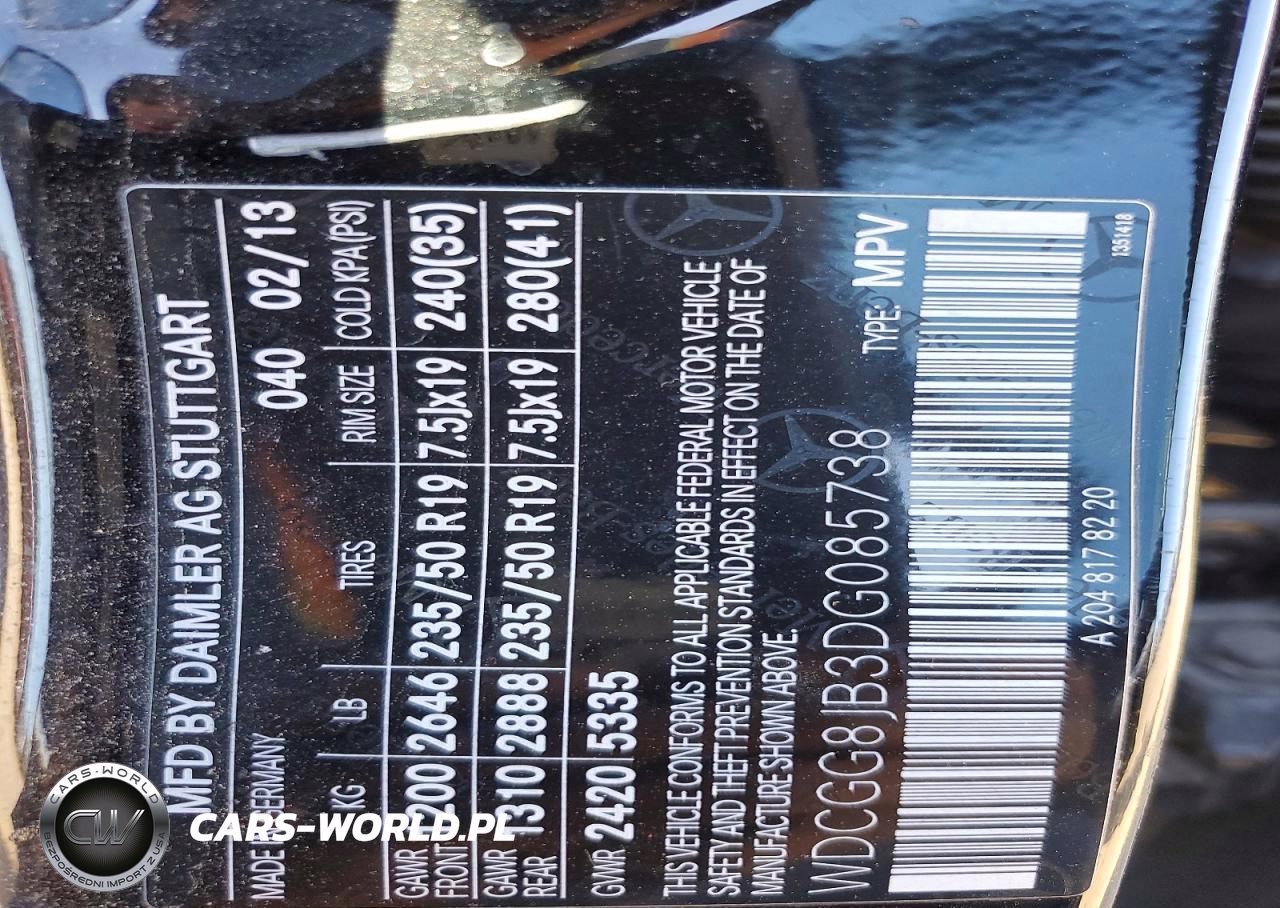 MFD BY DAIMLER AG STUTTGART
MADE GERMANY 040 02/13
KG LB TIRES RIM SIZE COLD KPA(PSI)
GAWR FRONT 1200 2646 235/50 R19 7.5Jx19 240(35)
GAWR REAR 1310 2888 235/50 R19 7.5Jx19 280(41)
GVWR 2420 5335
THIS VEHICLE CONFORMS TO ALL APPLICABLE FEDERAL MOTOR VEHICLE
SAFETY AND THEFT PREVENTION STANDARDS IN EFFECT ON THE DATE OF
MANUFACTURE SHOWN ABOVE.
WDCGG8JB3DG085738 TYPE: MPV
A 204 817 82 20
1351418
CARS-WORLD
CW
BEZPOŚREDNI IMPORT Z USA
CARS-WORLD.PL